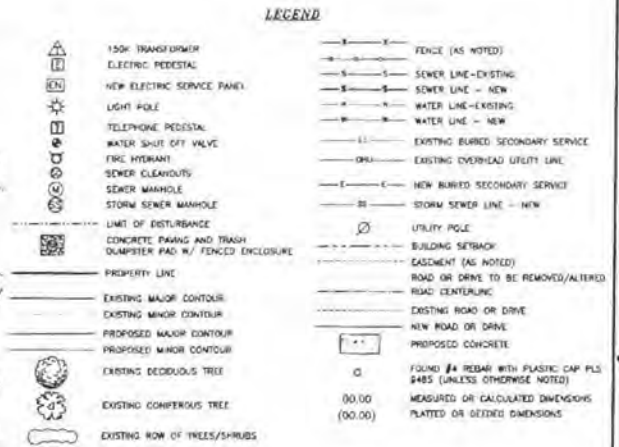 LEGEND
150K TRANSFORMER
E
ELECTRIC PEDESTAL
EN
NEW ELECTRIC SERVICE PANEL
LIGHT POLE
T
TELEPHONE PEDESTAL
WATER SHUT OFF VALVE
FIRE HYDRANT
SEWER CLEANOUTS
SEWER MANHOLE
STORM SEWER MANHOLE
LIMIT OF DISTURBANCE
CONCRETE PAVING AND TRASH
DUMPSTER PAD W/ FENCED ENCLOSURE
PROPERTY LINE
EXISTING MAJOR CONTOUR
EXISTING MINOR CONTOUR
PROPOSED MAJOR CONTOUR
PROPOSED MINOR CONTOUR
EXISTING DECIDUOUS TREE
EXISTING CONIFEROUS TREE
EXISTING ROW OF TREES/SHRUBS
X X FENCE (AS NOTED)
S S SEWER LINE-EXISTING
S S SEWER LINE - NEW
W W WATER LINE-EXISTING
W W WATER LINE - NEW
EXISTING BURIED SECONDARY SERVICE
OHU EXISTING OVERHEAD UTILITY LINE
E E NEW BURIED SECONDARY SERVICE
STORM SEWER LINE - NEW
UTILITY POLE
BUILDING SETBACK
EASEMENT (AS NOTED)
ROAD OR DRIVE TO BE REMOVED/ALTERED
ROAD CENTERLINE
EXISTING ROAD OR DRIVE
NEW ROAD OR DRIVE
PROPOSED CONCRETE
FOUND #4 REBAR WITH PLASTIC CAP PLS
9485 (UNLESS OTHERWISE NOTED)
00.00 MEASURED OR CALCULATED DIMENSIONS
(00.00) PLATTED OR DEEDED DIMENSIONS